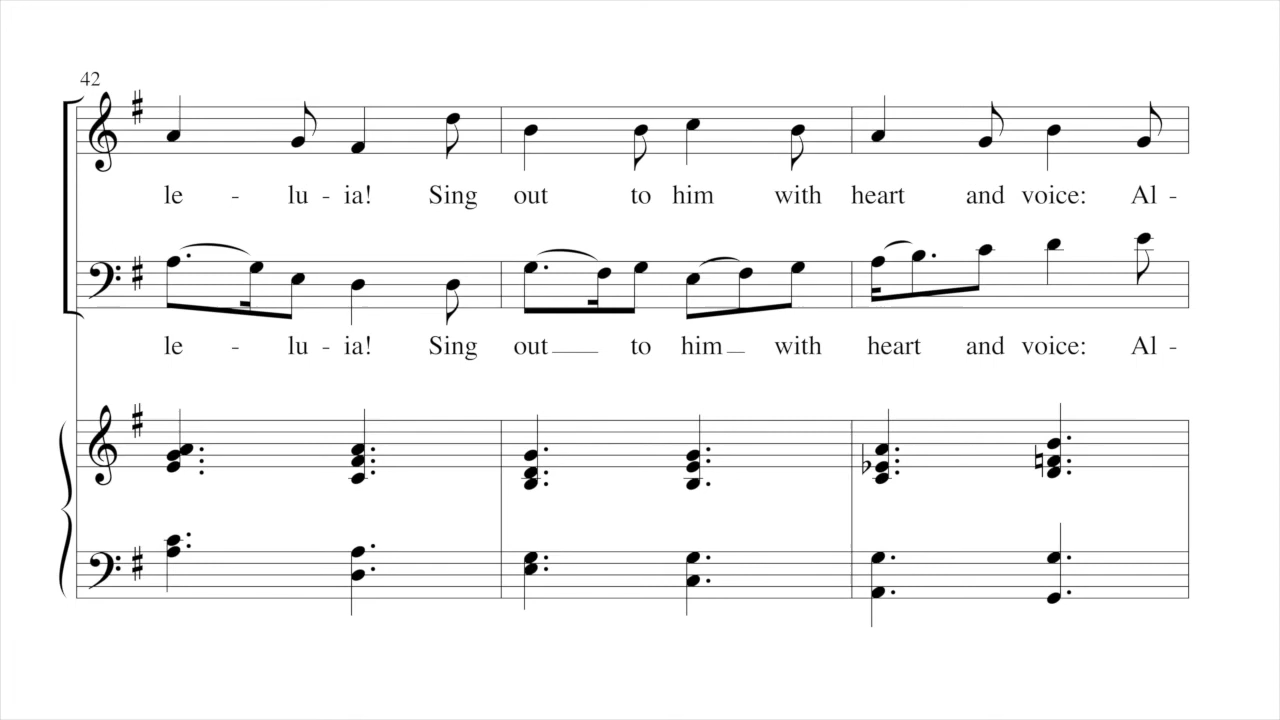 42
le - lu - ia! Sing out to him with heart and voice: Al -
le - lu - ia! Sing out to him with heart and voice: Al -